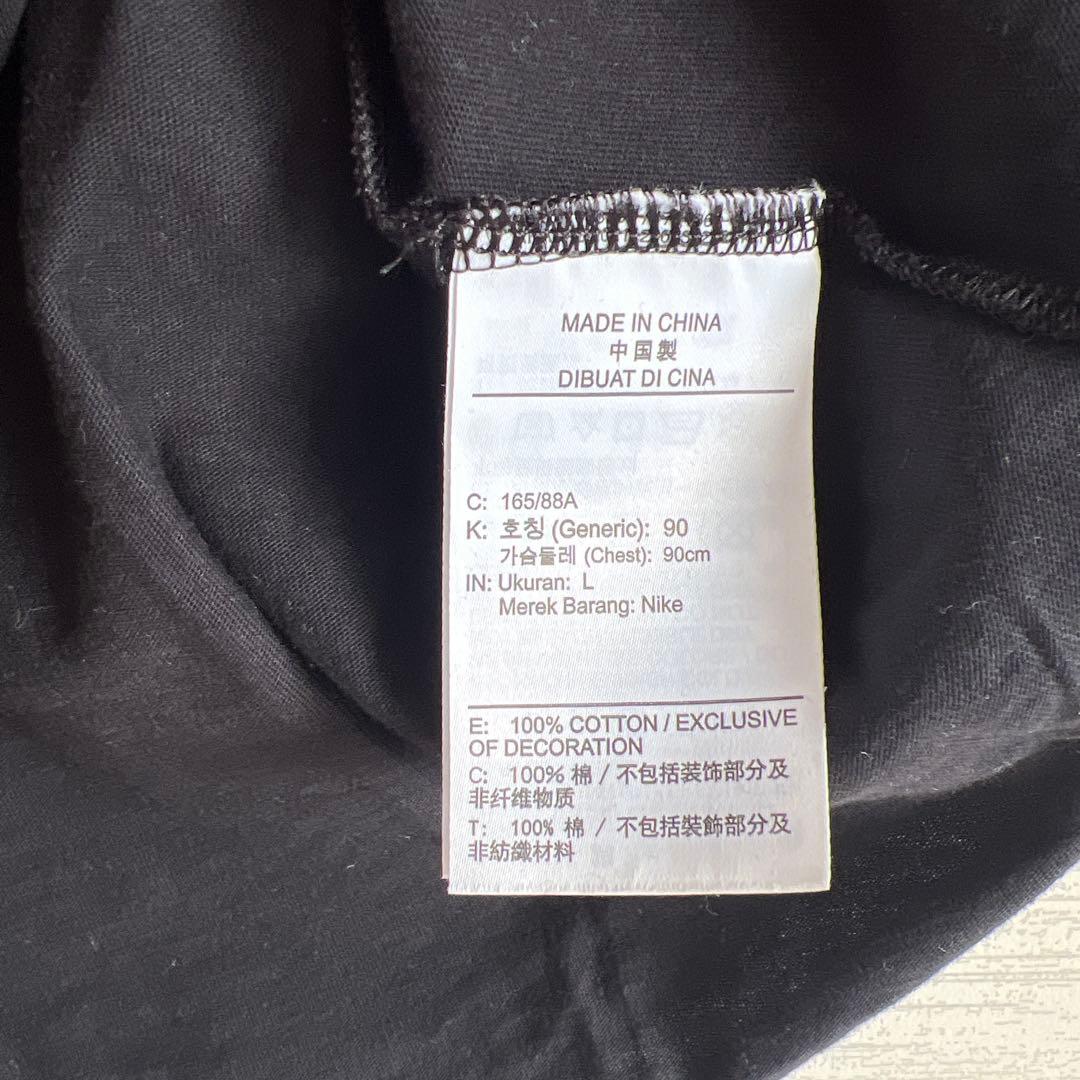 MADE IN CHINA
中国製
DIBUAT DI CINA
C: 165/88A
K: 호칭 (Generic): 90
가슴둘레 (Chest): 90cm
IN: Ukuran: L
Merek Barang: Nike
E: 100% COTTON / EXCLUSIVE
OF DECORATION
C: 100% 棉 / 不包括装饰部分及
非纤维物质
T: 100% 棉 / 不包括裝飾部分及
非紡織材料